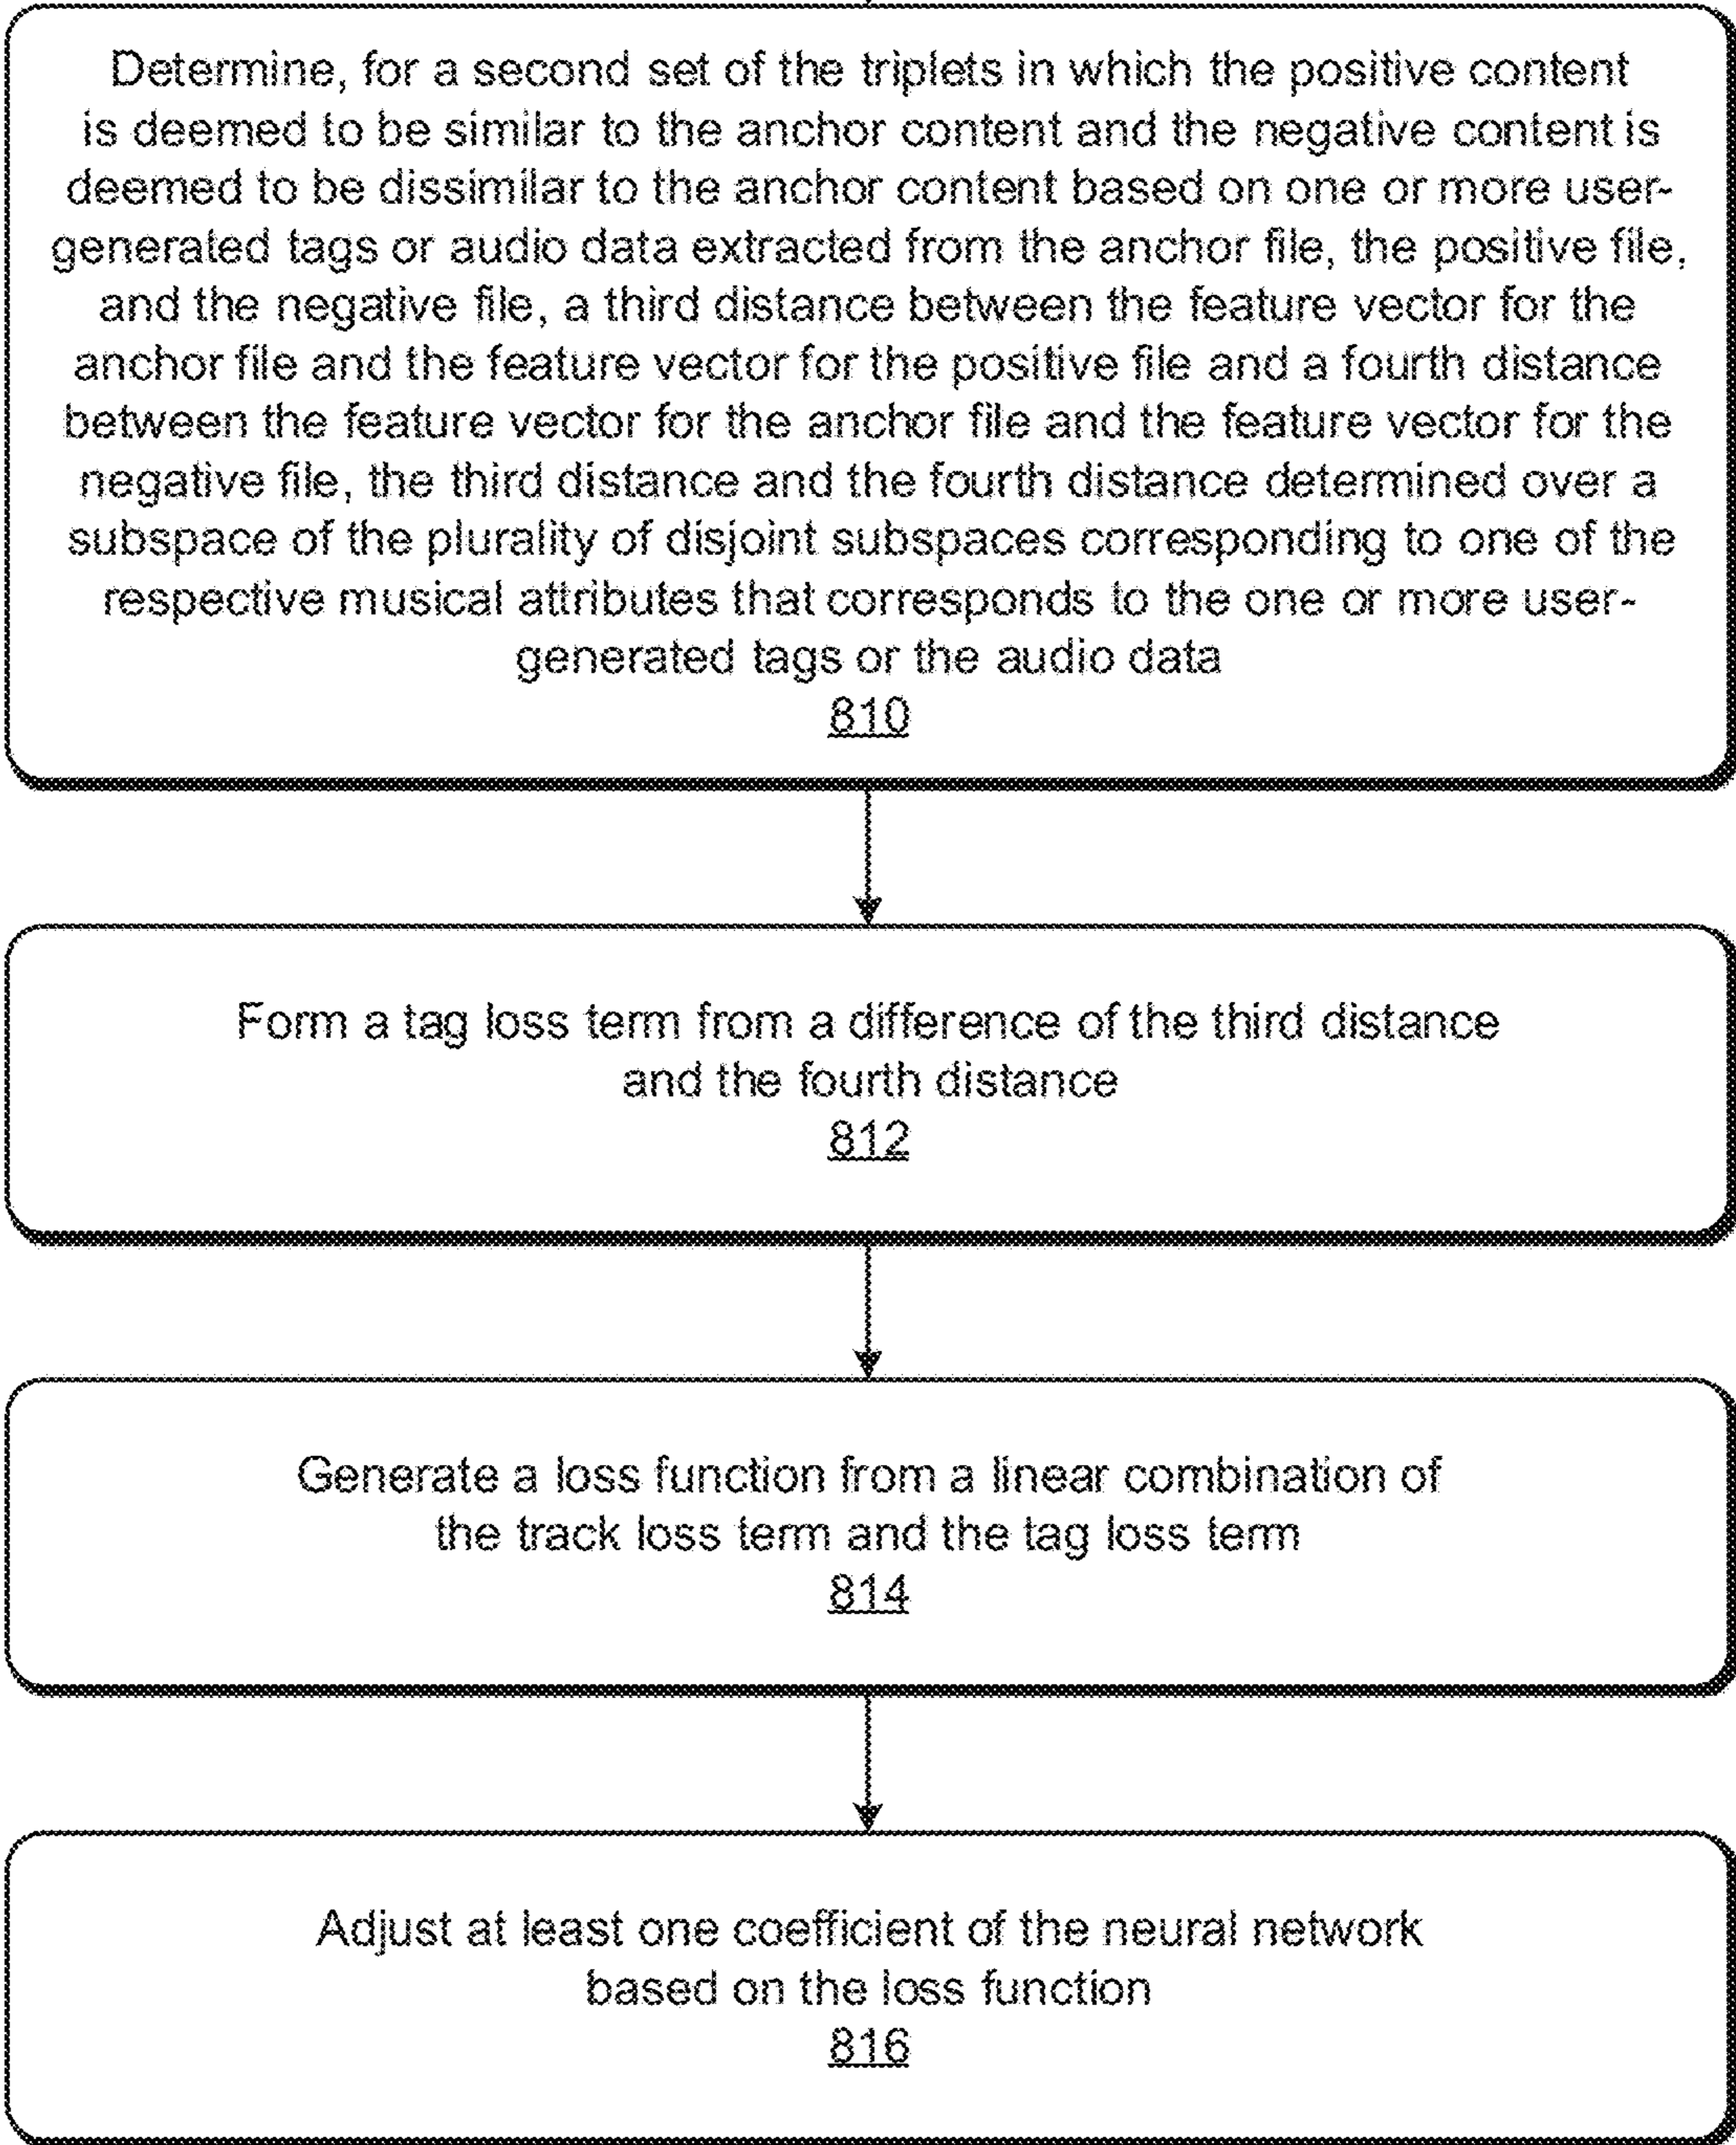 Determine, for a second set of the triplets in which the positive content
is deemed to be similar to the anchor content and the negative content is
deemed to be dissimilar to the anchor content based on one or more user-
generated tags or audio data extracted from the anchor file, the positive file,
and the negative file, a third distance between the feature vector for the
anchor file and the feature vector for the positive file and a fourth distance
between the feature vector for the anchor file and the feature vector for the
negative file, the third distance and the fourth distance determined over a
subspace of the plurality of disjoint subspaces corresponding to one of the
respective musical attributes that corresponds to the one or more user-
generated tags or the audio data
810
Form a tag loss term from a difference of the third distance
and the fourth distance
812
Generate a loss function from a linear combination of
the track loss term and the tag loss term
814
Adjust at least one coefficient of the neural network
based on the loss function
816